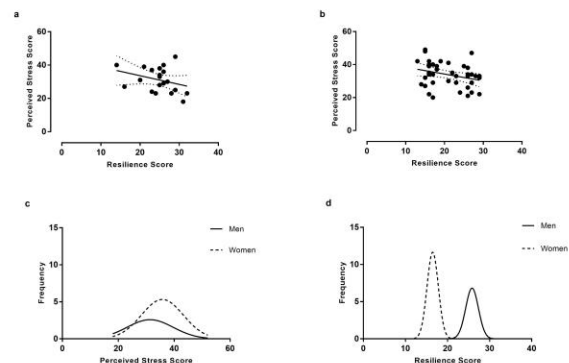 a
60
40
20
0
Perceived Stress Score
0 10 20 30 40
Resilience Score
b
60
40
20
0
Perceived Stress Score
0 10 20 30 40
Resilience Score
c
15
10
5
0
Frequency
0 20 40 60
Perceived Stress Score
Men
Women
d
15
10
5
0
Frequency
0 10 20 30 40
Resilience Score
Men
Women